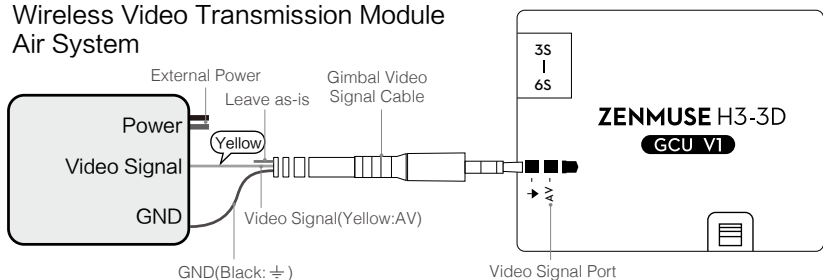 Wireless Video Transmission Module
Air System
External Power
Leave as-is
Gimbal Video
Signal Cable
3S
|
6S
Power
Yellow
Video Signal
GND
ZENMUSE H3-3D
GCU V1
AV
Video Signal(Yellow:AV)
GND(Black: ⏚)
Video Signal Port